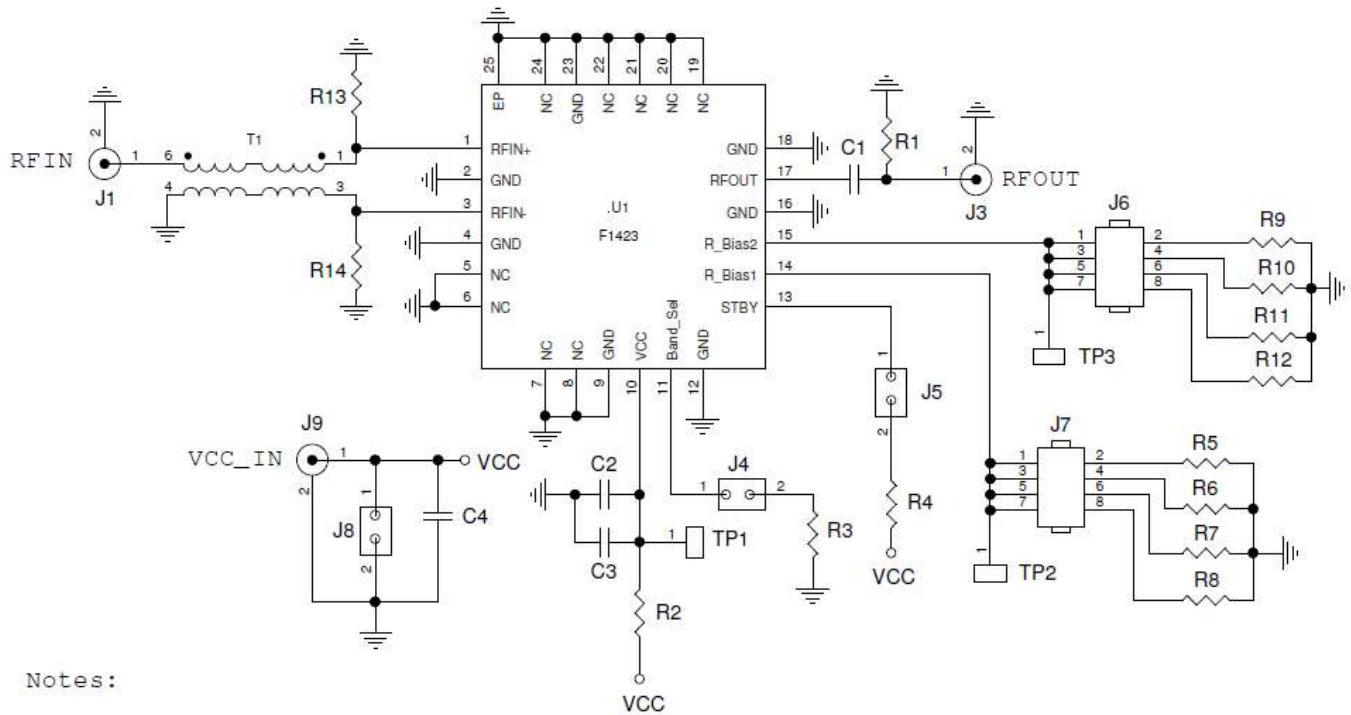 25 24 23 22 21 20 19
EP NC GND NC NC NC NC
R13
2
T1
RFIN 1 6 1
J1
4 3
R14
1 RFIN+
2 GND
3 RFIN-
4 GND
5 NC
6 NC
.U1
F1423
GND 18
RFOUT 17
GND 16
R_Bias2 15
R_Bias1 14
STBY 13
NC NC GND VCC Band_Sel GND
7 8 9 10 11 12
C1 R1 2
1 RFOUT
J3
J6
1 2 R9
3 4 R10
5 6 R11
7 8 R12
1 TP3
1
J5
2
R4
VCC
J7
1 2 R5
3 4 R6
5 6 R7
7 8 R8
1 TP2
J9
VCC_IN 1 VCC
2
1
J8
2
C4
C2
C3
1 TP1
R2
VCC
J4
1 2
R3
Notes: